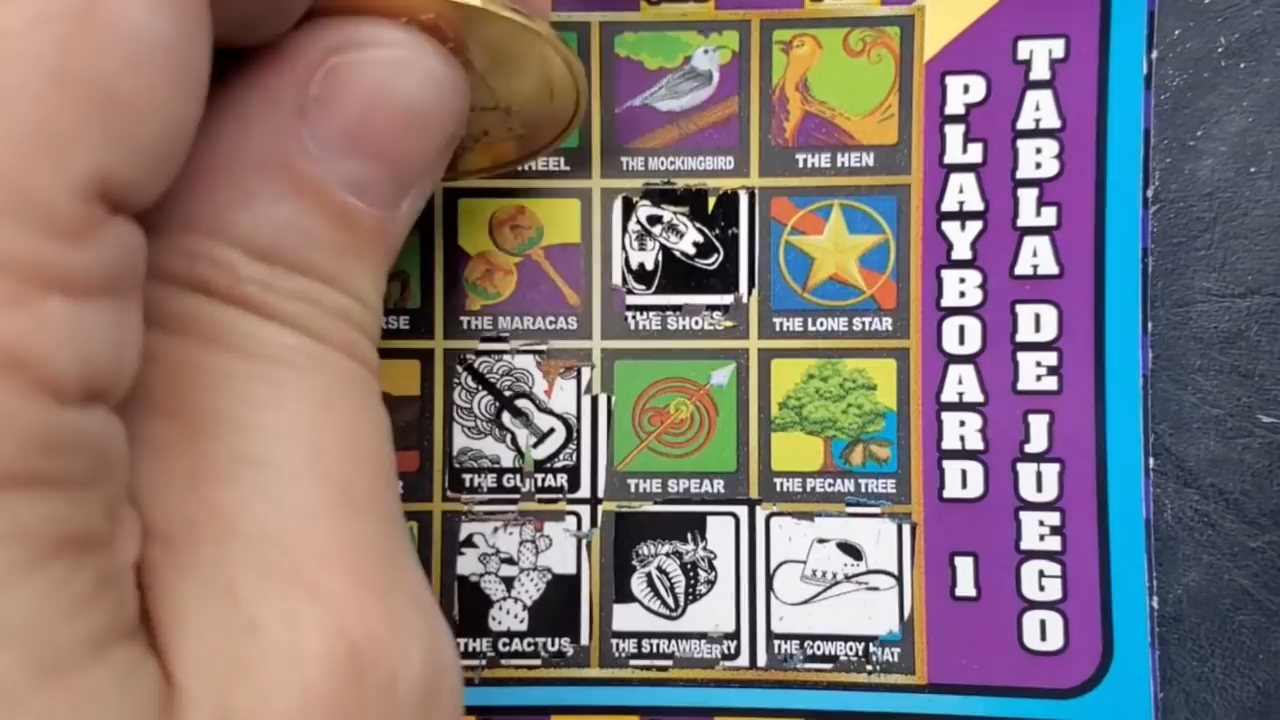 HEEL
THE MOCKINGBIRD
THE HEN
RSE
THE MARACAS
THE SHOES
THE LONE STAR
THE GUITAR
THE SPEAR
THE PECAN TREE
THE CACTUS
THE STRAWBERRY
THE COWBOY HAT
PLAYBOARD 1
TABLA DE JUEGO